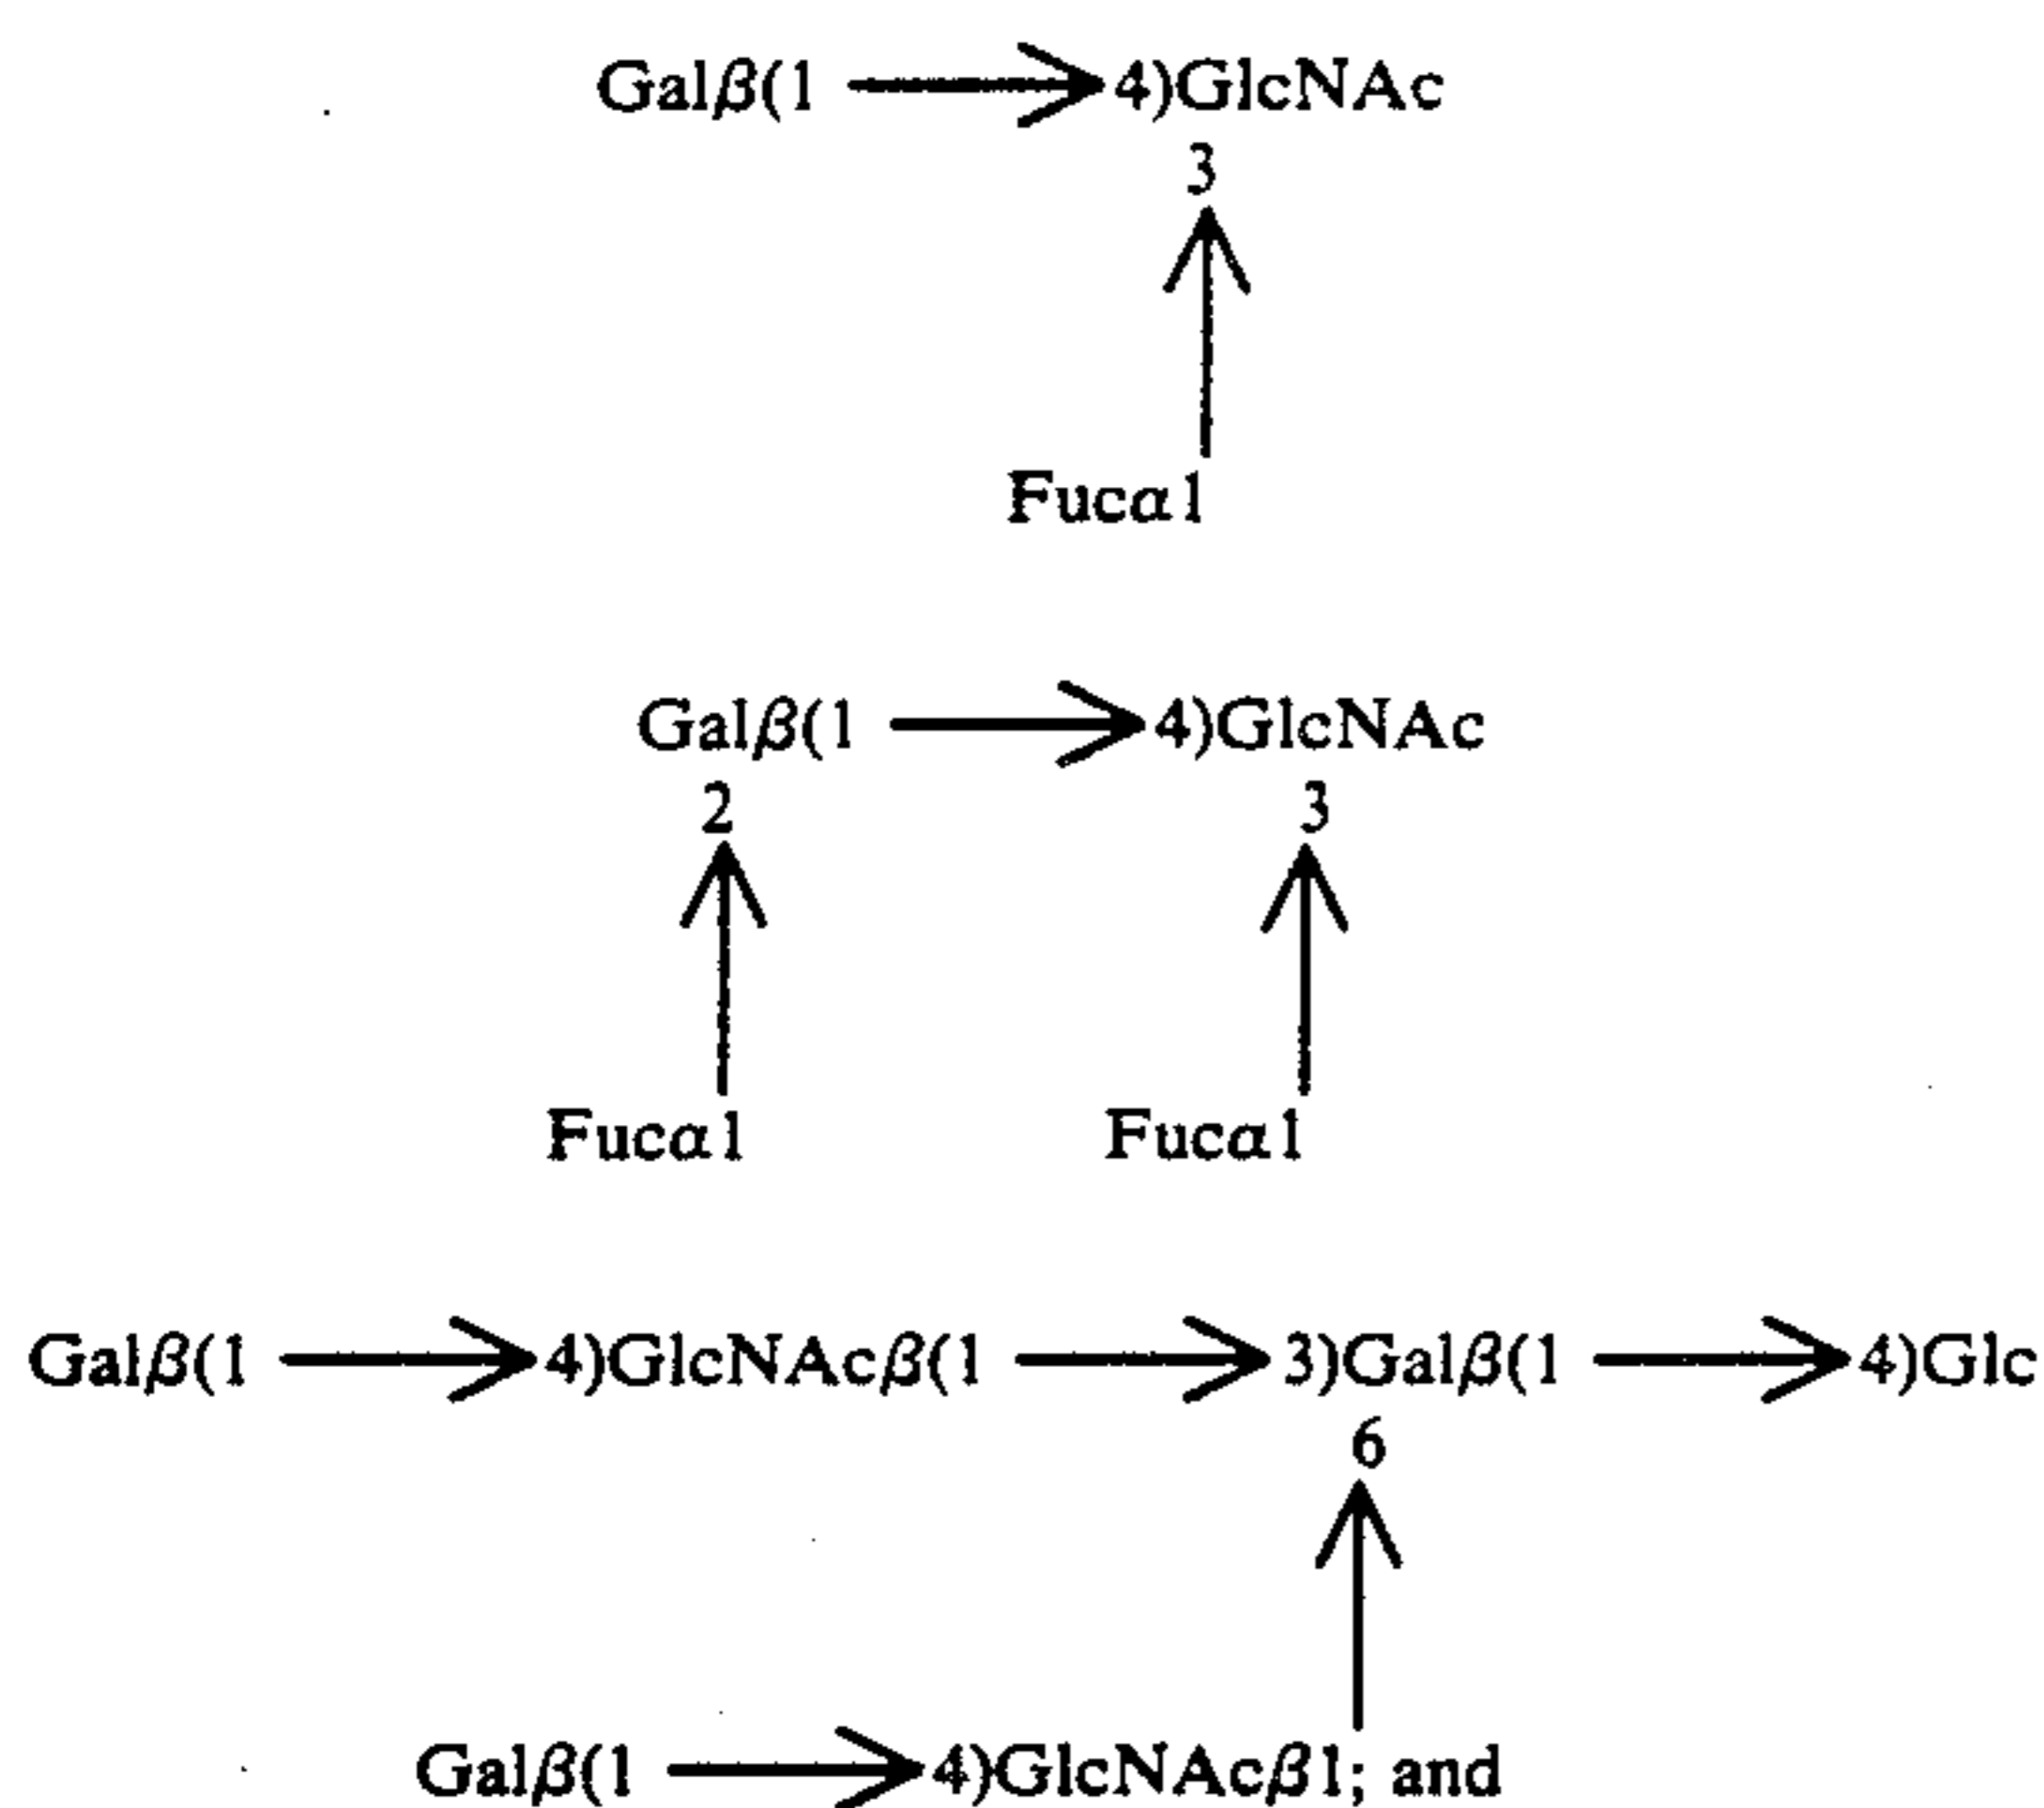 Galβ(1 ⟶ 4)GlcNAc
3
Fucα1
Galβ(1 ⟶ 4)GlcNAc
2 3
Fucα1 Fucα1
Galβ(1 ⟶ 4)GlcNAcβ(1 ⟶ 3)Galβ(1 ⟶ 4)Glc
6
Galβ(1 ⟶ 4)GlcNAcβ1; and